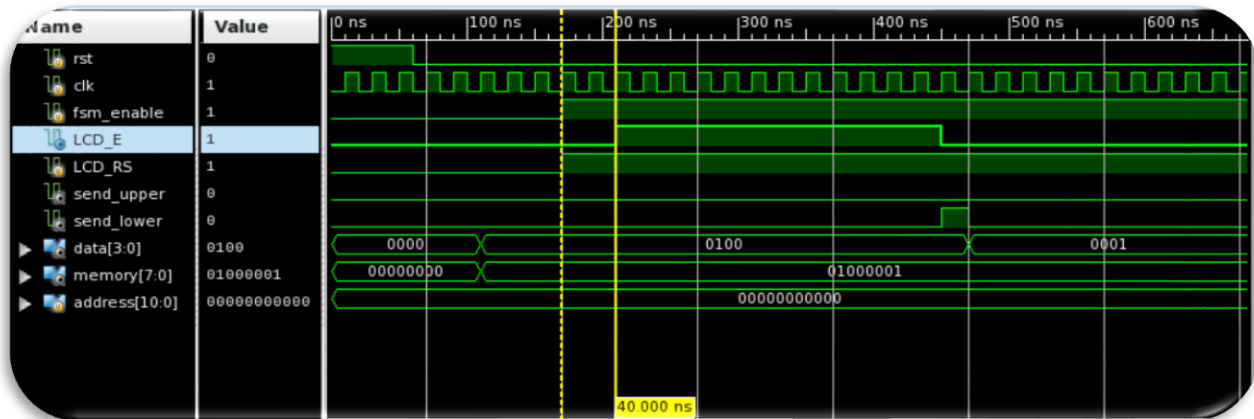 Name Value 0 ns 100 ns 200 ns 300 ns 400 ns 500 ns 600 ns
rst 0
clk 1
fsm_enable 1
LCD_E 1
LCD_RS 1
send_upper 0
send_lower 0
data[3:0] 0100 0000 0100 0001
memory[7:0] 01000001 00000000 01000001
address[10:0] 00000000000 00000000000
40.000 ns